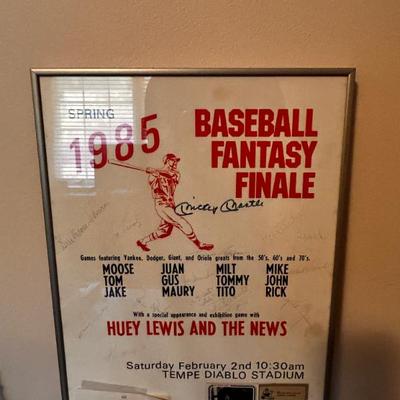 SPRING
1985
BASEBALL
FANTASY
FINALE
Mickey Mantle
Games featuring Yankee, Dodger, Giant, and Oriole greats from the 50's, 60's and 70's.
MOOSE JUAN MILT MIKE
TOM GUS TOMMY JOHN
JAKE MAURY TITO RICK
With a special appearance and exhibition game with
HUEY LEWIS AND THE NEWS
Saturday February 2nd 10:30am
TEMPE DIABLO STADIUM